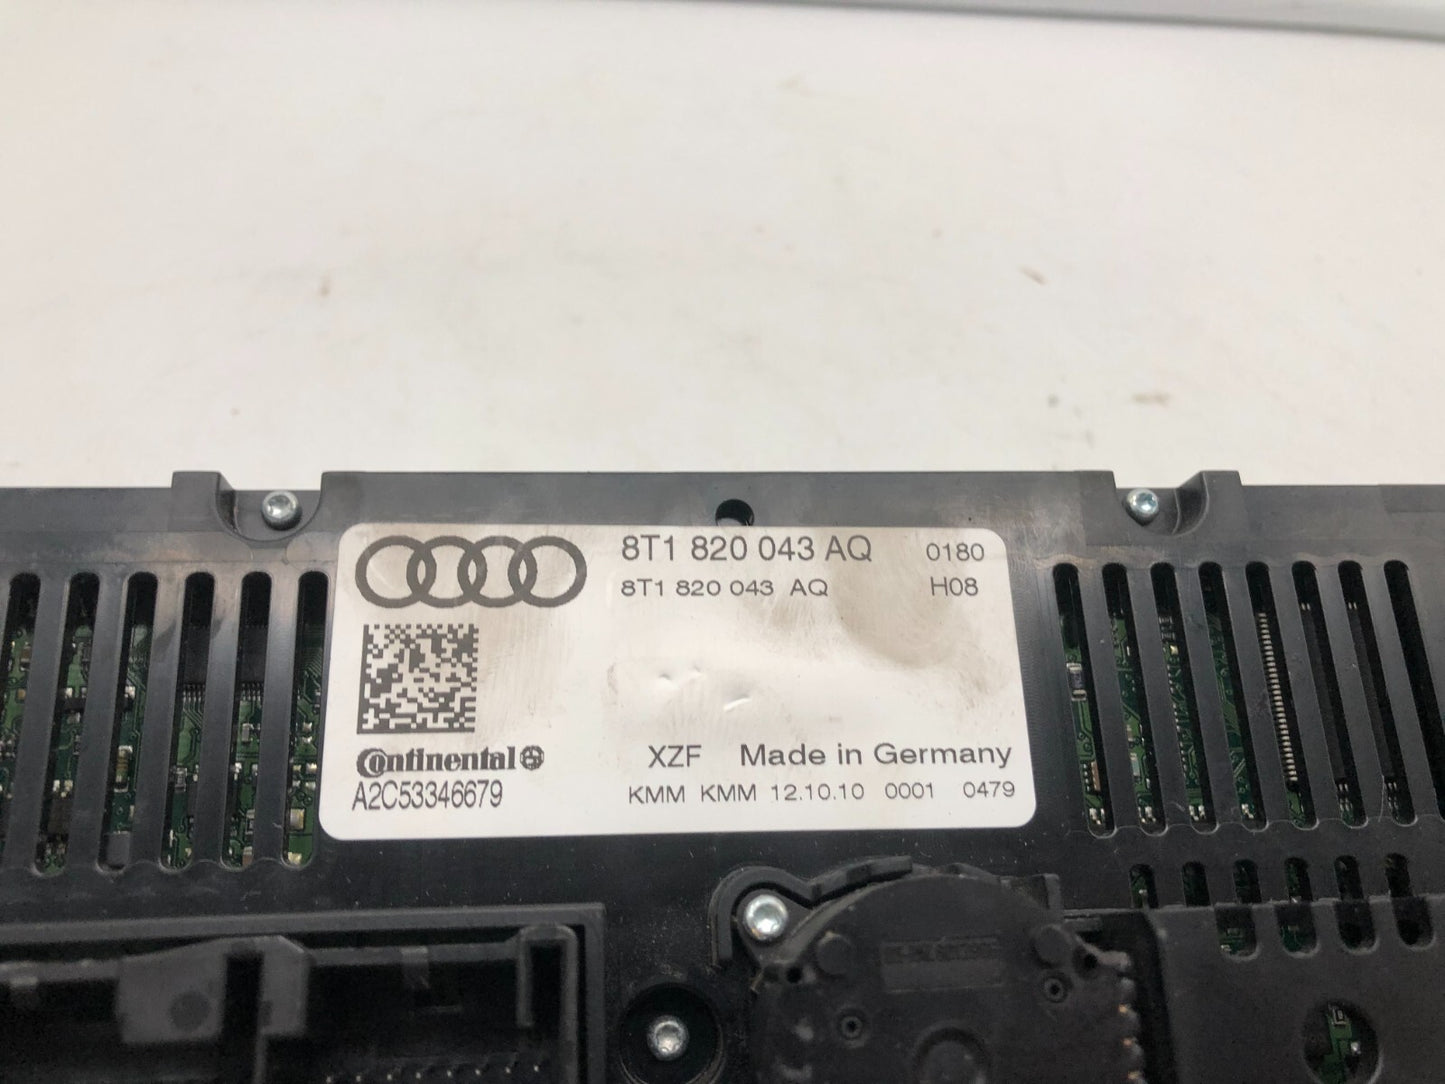 8T1 820 043 AQ 0180
8T1 820 043 AQ H08
Continental
A2C53346679
XZF Made in Germany
KMM KMM 12.10.10 0001 0479